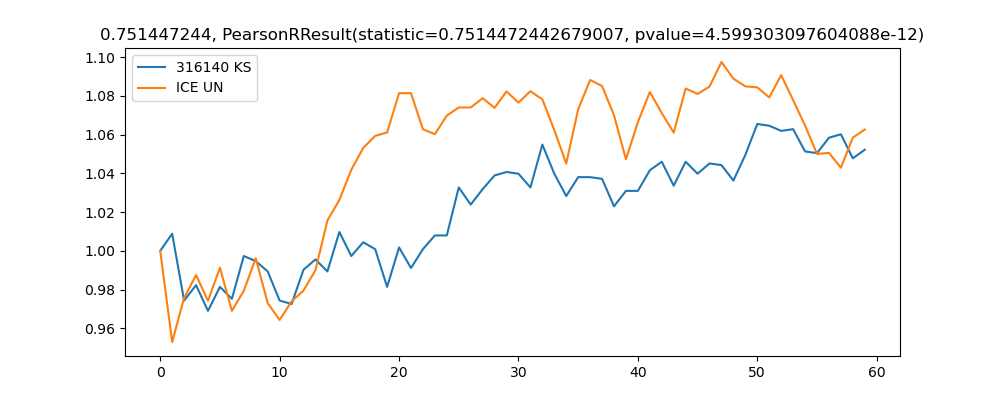 0.751447244, PearsonRResult(statistic=0.7514472442679007, pvalue=4.599303097604088e-12)
316140 KS
ICE UN
1.10
1.08
1.06
1.04
1.02
1.00
0.98
0.96
0 10 20 30 40 50 60